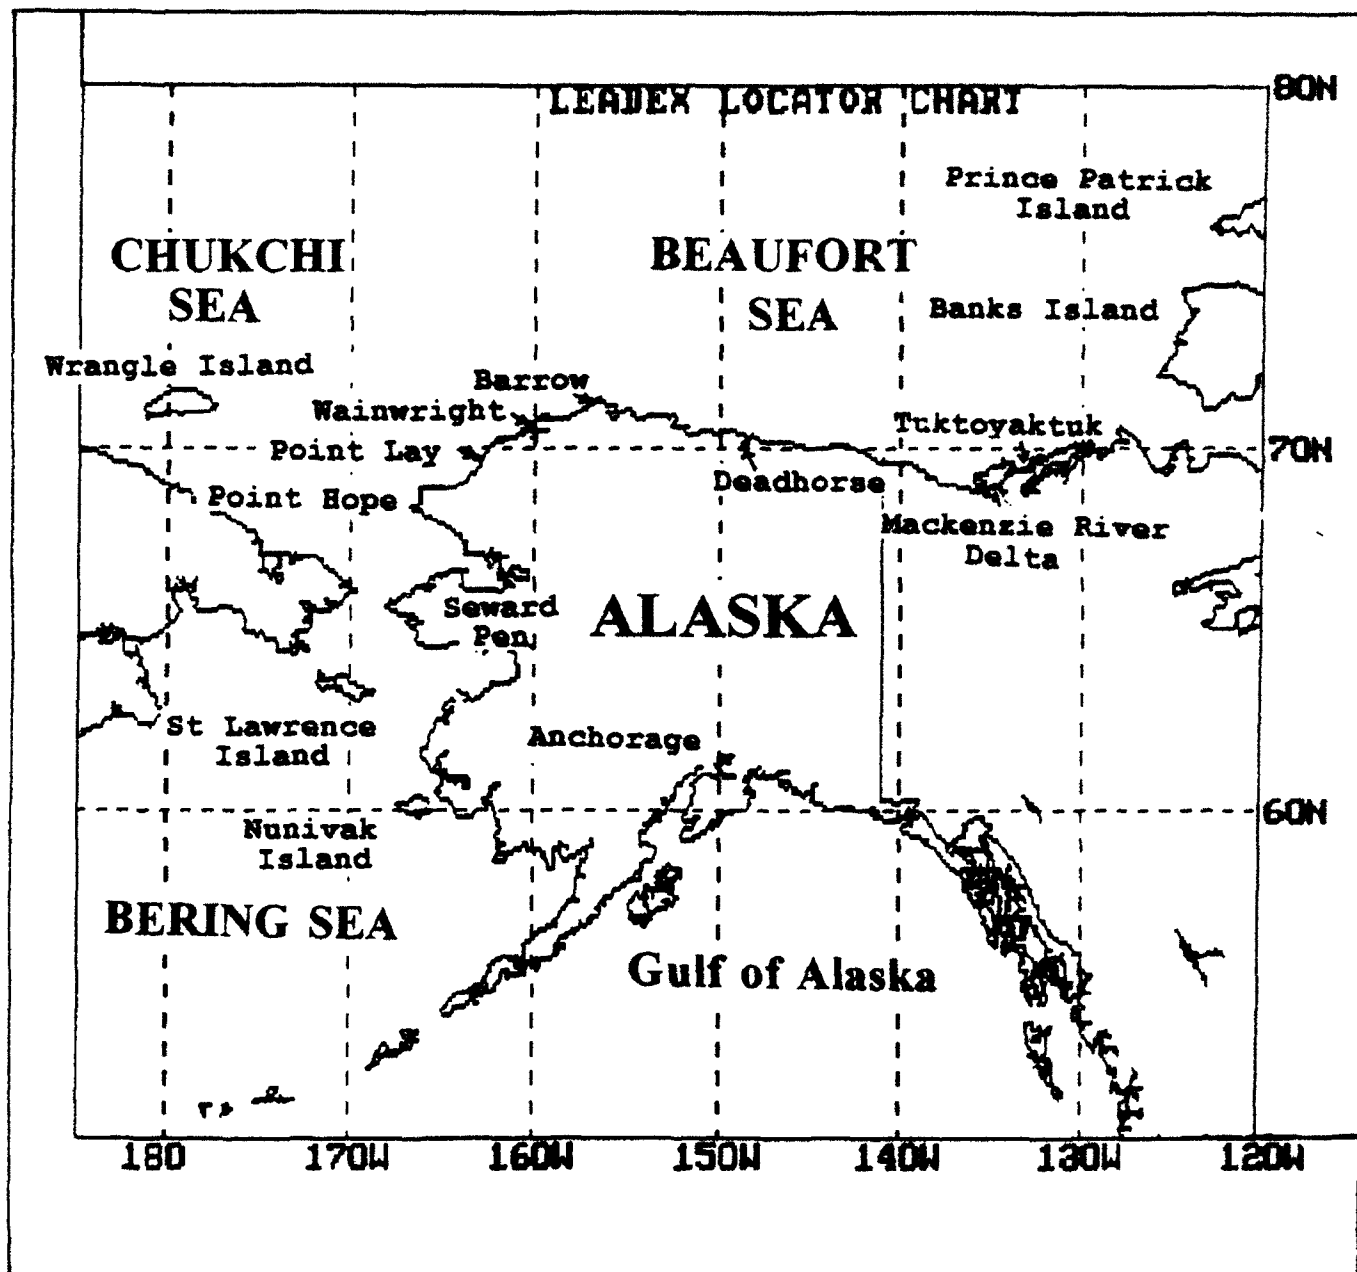 LEADEX LOCATOR CHART
80N
Prince Patrick
Island
CHUKCHI
SEA
BEAUFORT
SEA
Banks Island
Wrangle Island
Barrow
Wainwright
Tuktoyaktuk
Point Lay
70N
Deadhorse
Point Hope
Mackenzie River
Delta
Seward
Pen
ALASKA
St Lawrence
Island
Anchorage
60N
Nunivak
Island
BERING SEA
Gulf of Alaska
180 170W 160W 150W 140W 130W 120W